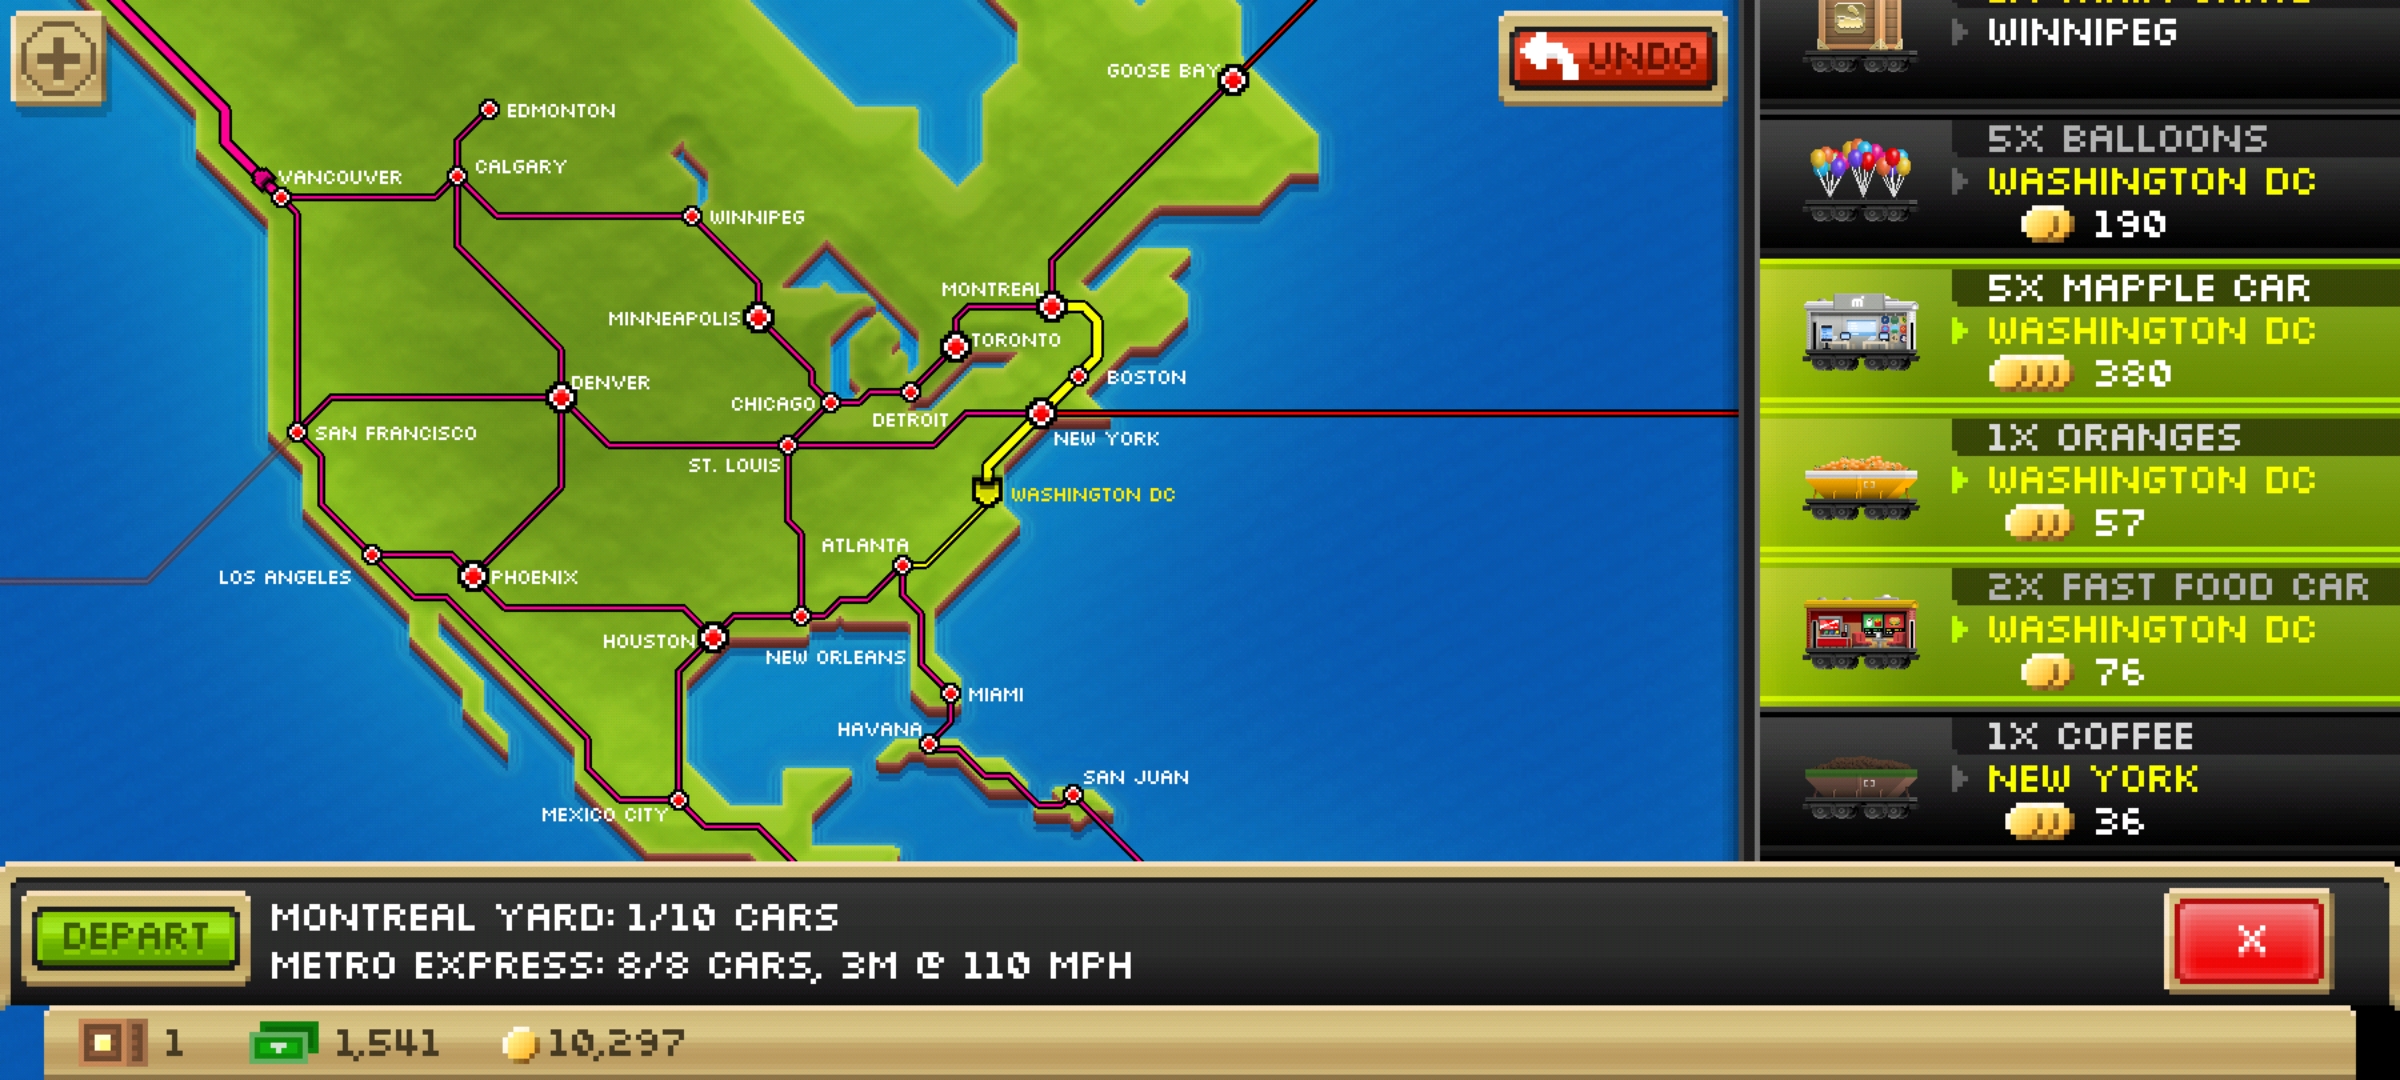 GOOSE BAY
UNDO
EDMONTON
CALGARY
VANCOUVER
WINNIPEG
MONTREAL
MINNEAPOLIS
TORONTO
BOSTON
DENVER
CHICAGO
DETROIT
SAN FRANCISCO
NEW YORK
ST. LOUIS
WASHINGTON DC
ATLANTA
LOS ANGELES
PHOENIX
HOUSTON
NEW ORLEANS
MIAMI
HAVANA
SAN JUAN
MEXICO CITY
WINNIPEG
5X BALLOONS
WASHINGTON DC
190
5X MAPPLE CAR
WASHINGTON DC
380
1X ORANGES
WASHINGTON DC
57
2X FAST FOOD CAR
WASHINGTON DC
76
1X COFFEE
NEW YORK
36
DEPART
MONTREAL YARD: 1/10 CARS
METRO EXPRESS: 8/8 CARS, 3M @ 110 MPH
X
1
1,541
10,297